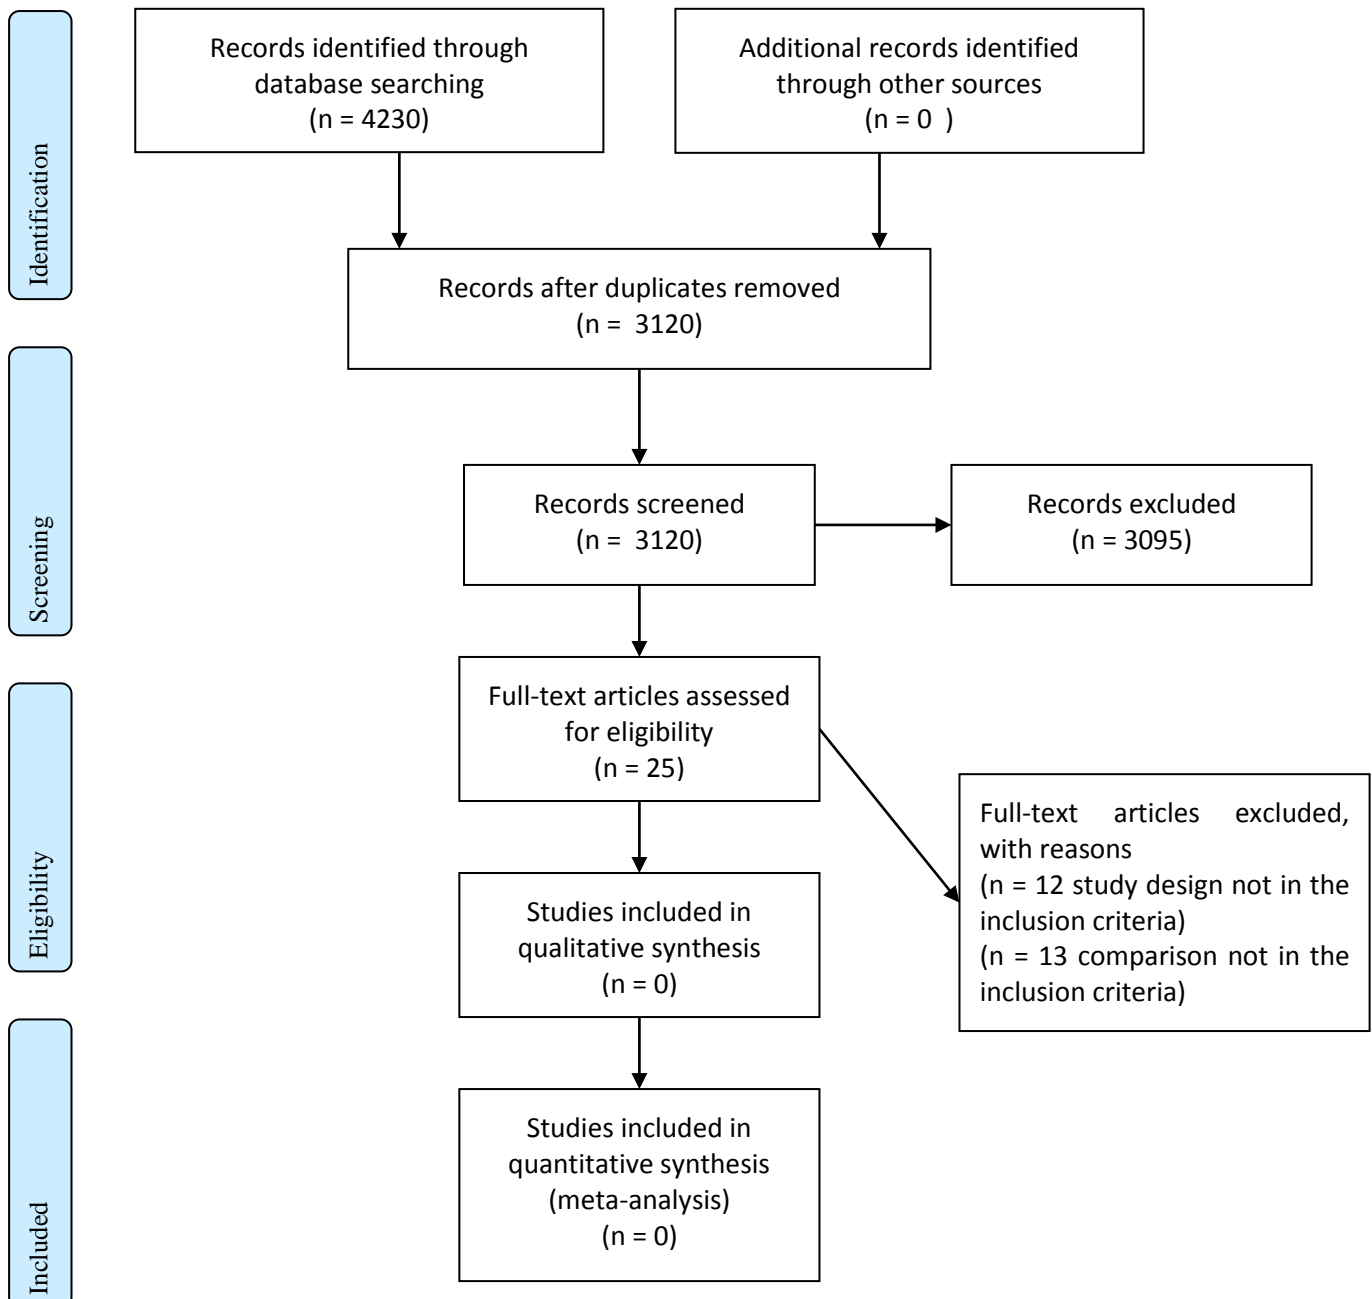 Identification
Records identified through
database searching
(n = 4230)
Additional records identified
through other sources
(n = 0  )
Records after duplicates removed
(n =  3120)
Screening
Records screened
(n =  3120)
Records excluded
(n = 3095)
Eligibility
Full-text articles assessed
for eligibility
(n = 25)
Full-text articles excluded,
with reasons
(n = 12 study design not in the
inclusion criteria)
(n = 13 comparison not in the
inclusion criteria)
Studies included in
qualitative synthesis
(n = 0)
Included
Studies included in
quantitative synthesis
(meta-analysis)
(n = 0)